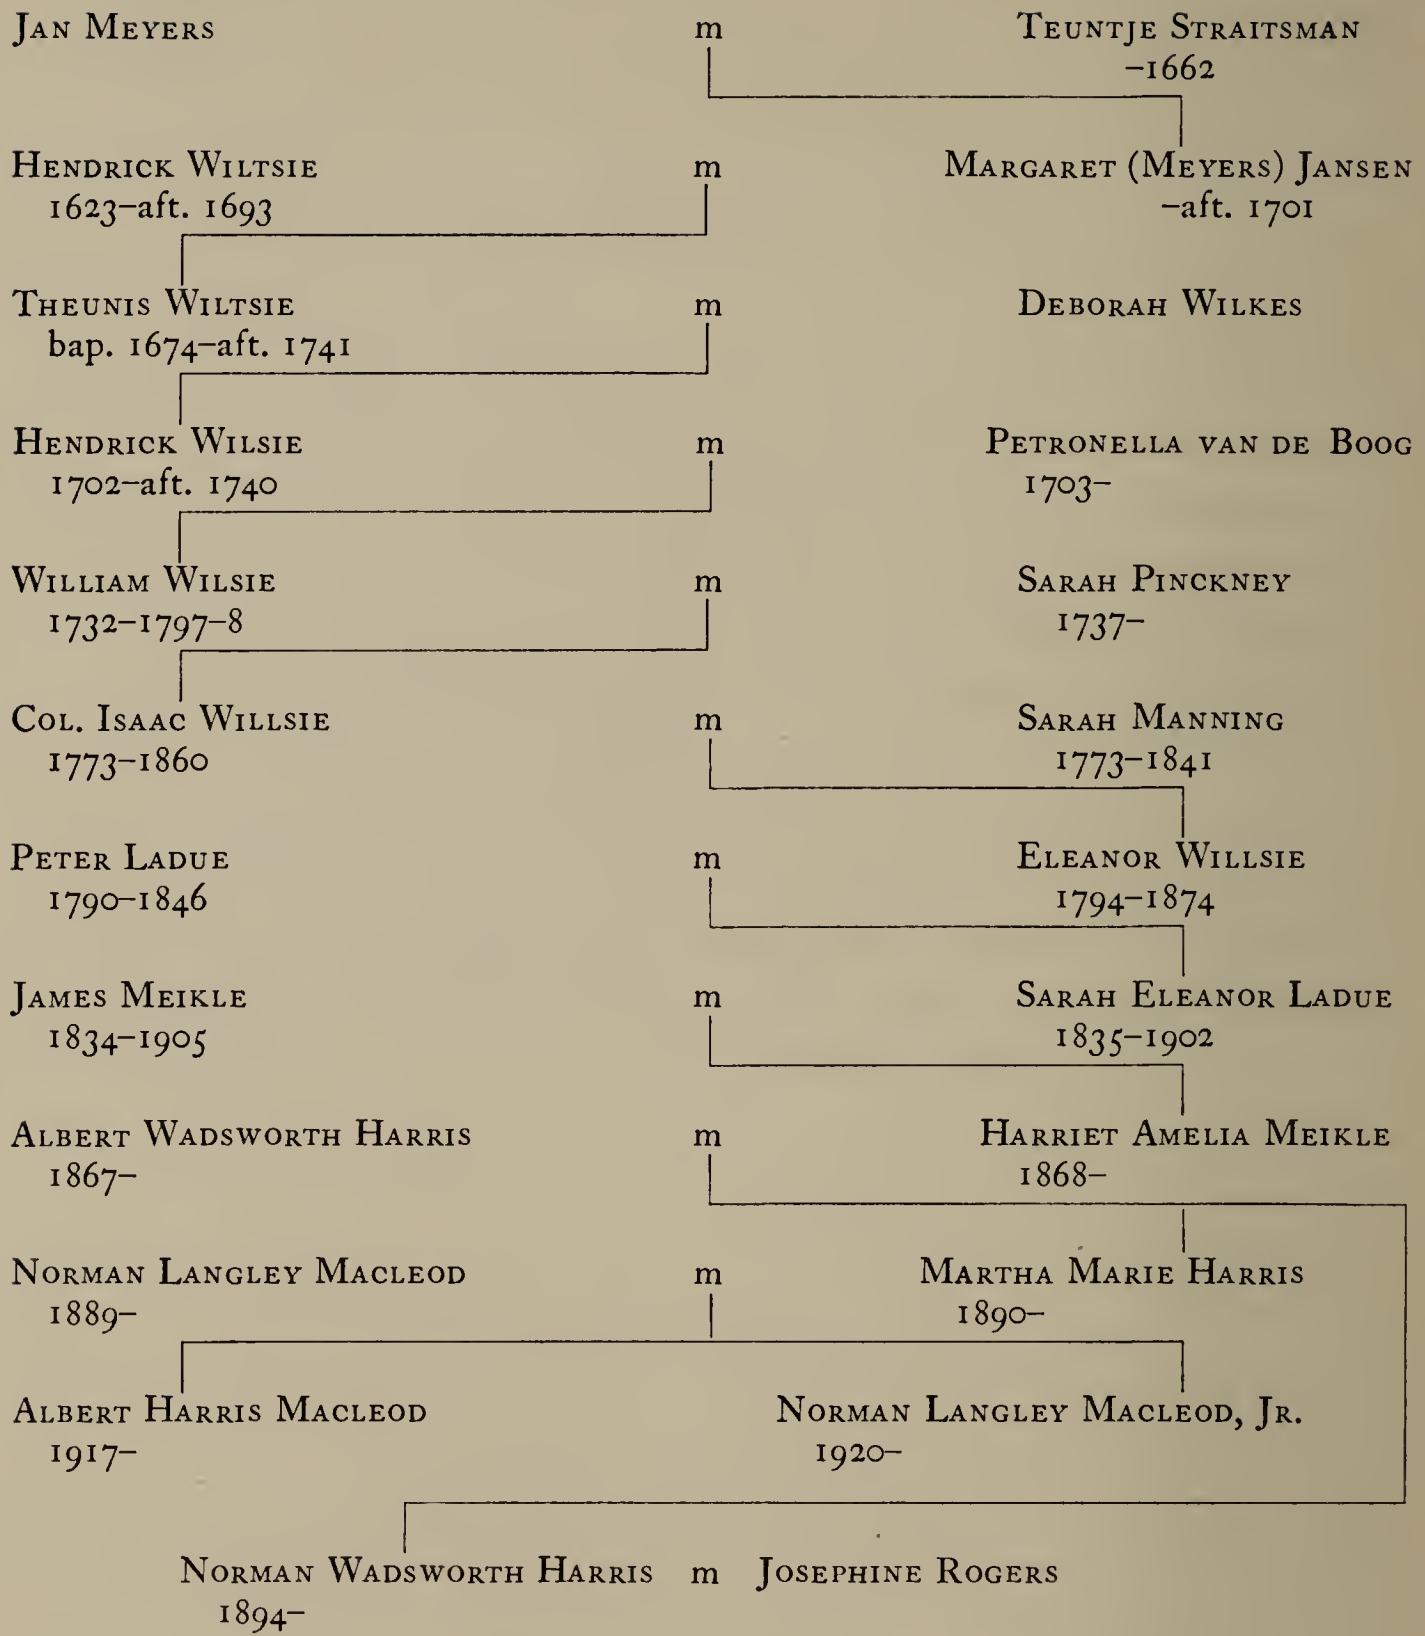 Jan Meyers m Teuntje Straitsman
–1662
Hendrick Wiltsie m Margaret (Meyers) Jansen
1623–aft. 1693 –aft. 1701
Theunis Wiltsie m Deborah Wilkes
bap. 1674–aft. 1741
Hendrick Wilsie m Petronella van de Boog
1702–aft. 1740 1703–
William Wilsie m Sarah Pinckney
1732–1797–8 1737–
Col. Isaac Willsie m Sarah Manning
1773–1860 1773–1841
Peter Ladue m Eleanor Willsie
1790–1846 1794–1874
James Meikle m Sarah Eleanor Ladue
1834–1905 1835–1902
Albert Wadsworth Harris m Harriet Amelia Meikle
1867– 1868–
Norman Langley Macleod m Martha Marie Harris
1889– 1890–
Albert Harris Macleod Norman Langley Macleod, Jr.
1917– 1920–
Norman Wadsworth Harris m Josephine Rogers
1894–